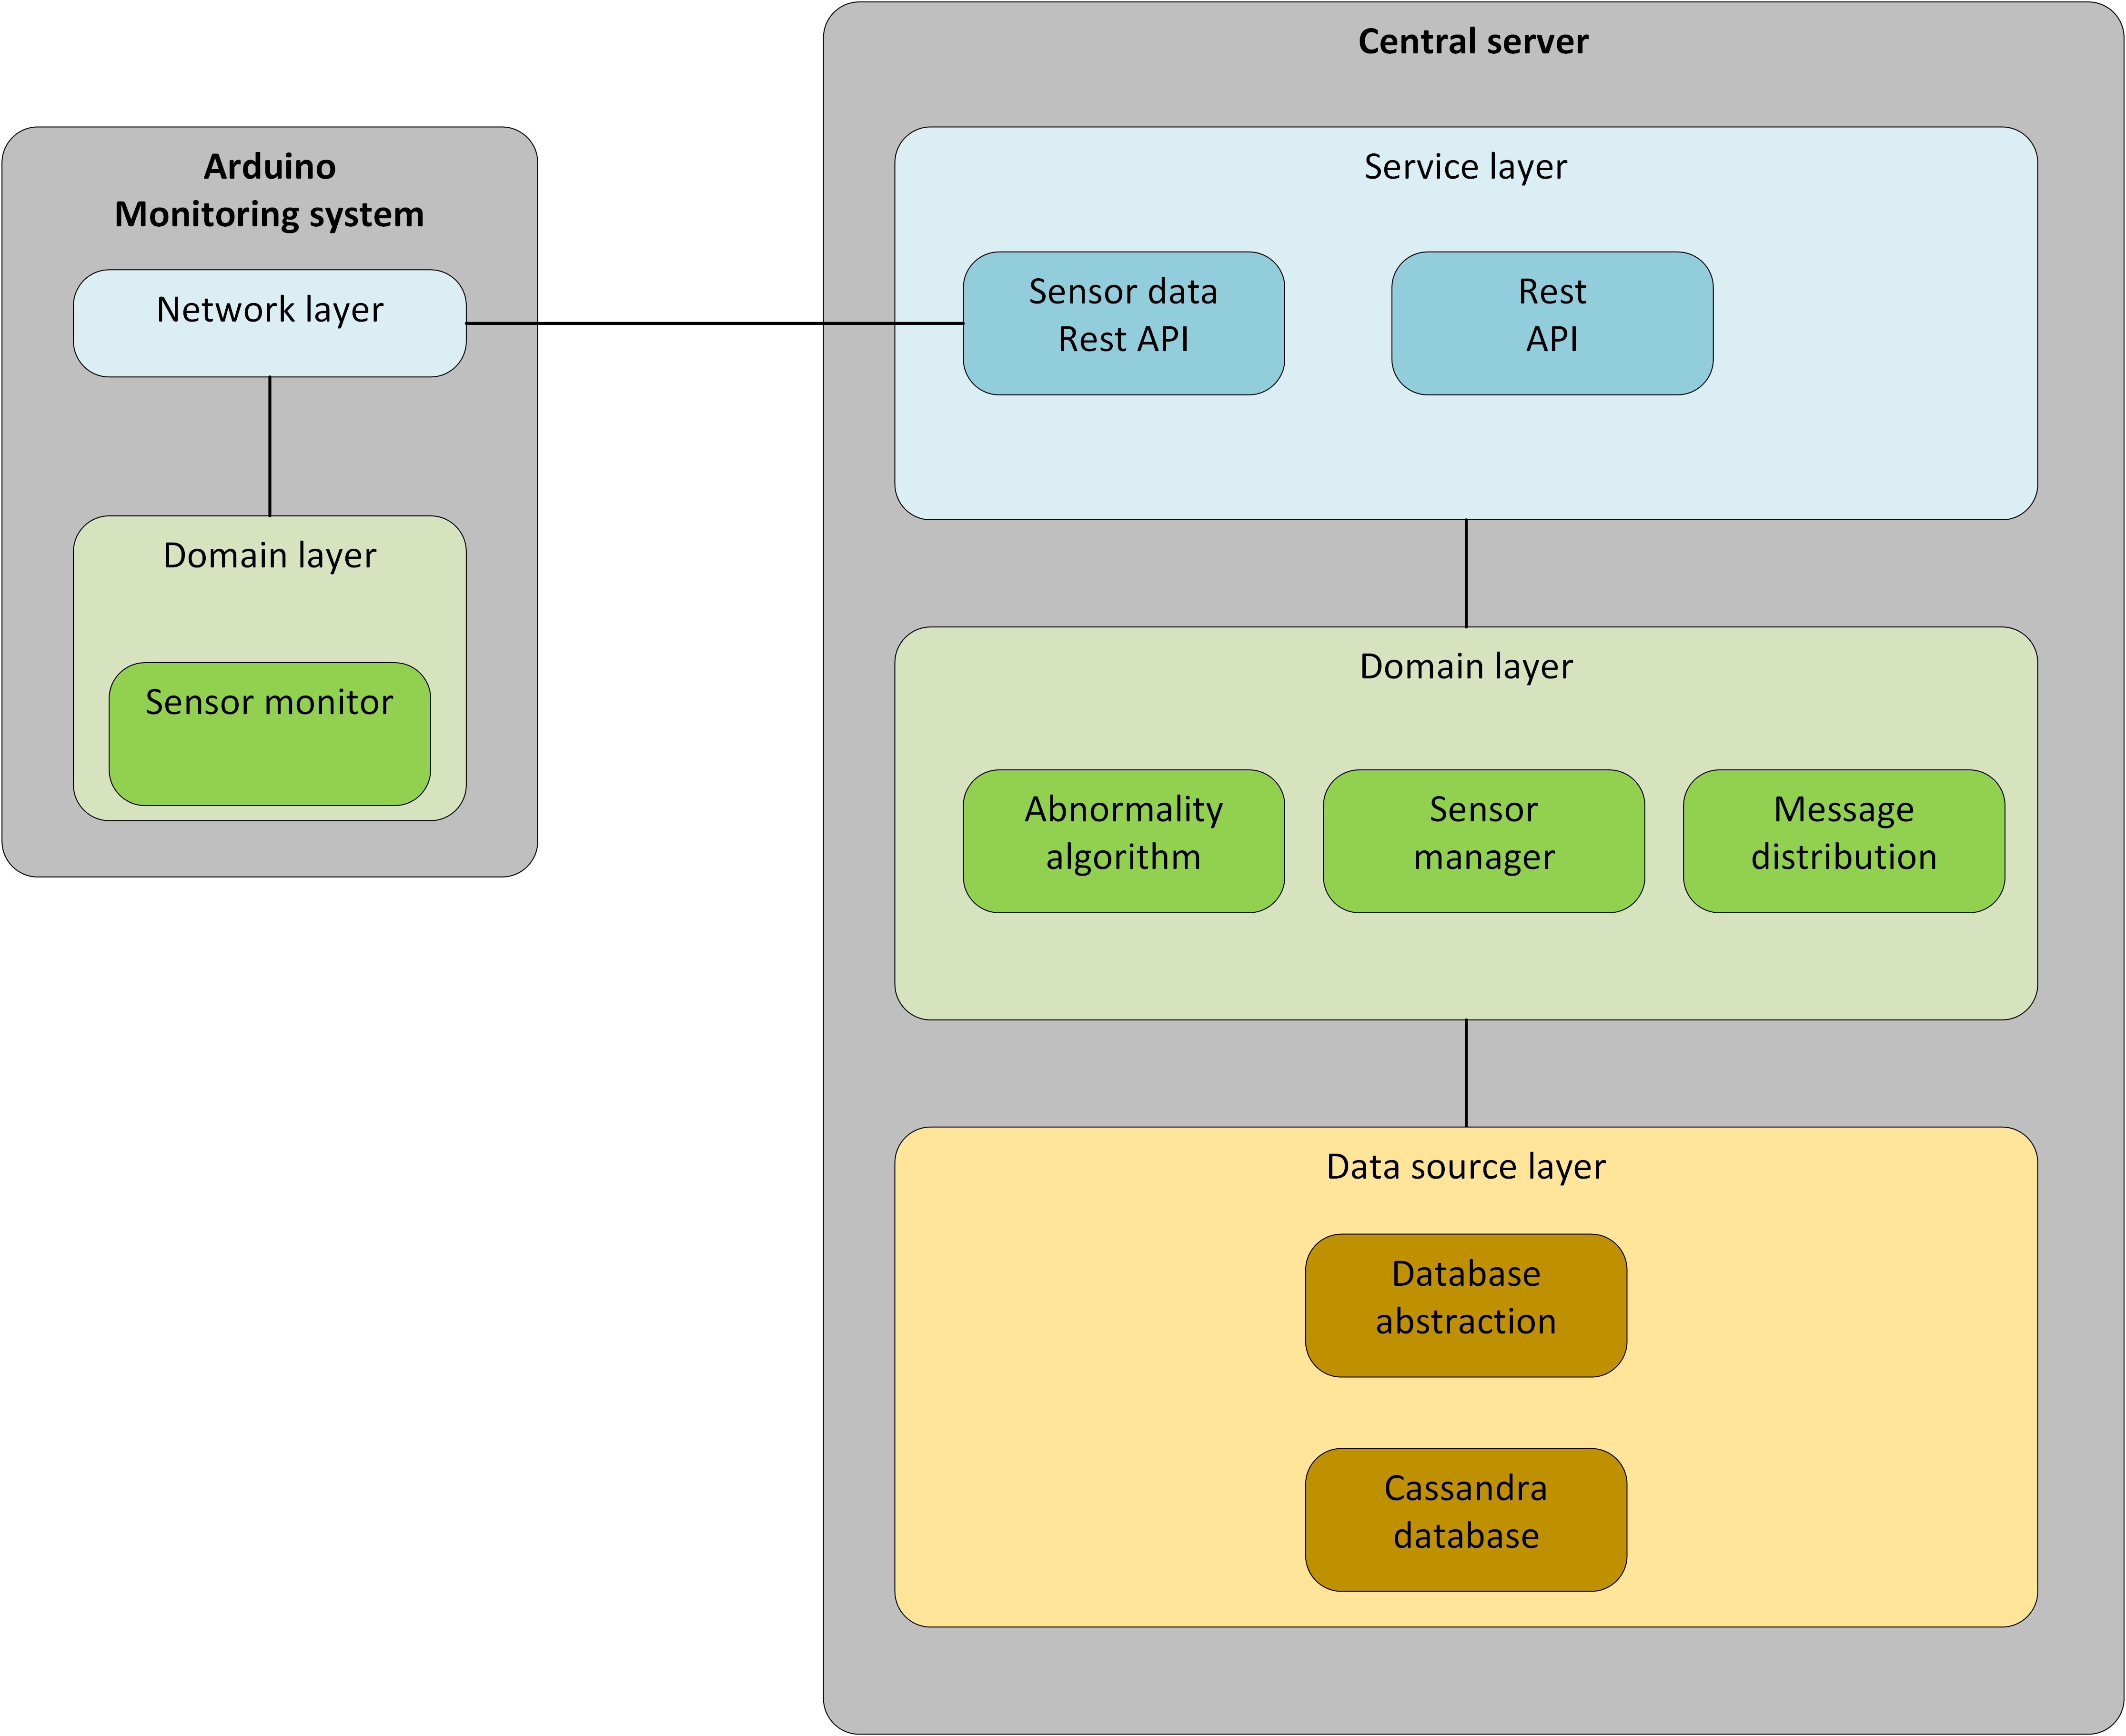 Arduino
Monitoring system
Network layer
Domain layer
Sensor monitor
Central server
Service layer
Sensor data
Rest API
Rest
API
Domain layer
Abnormality
algorithm
Sensor
manager
Message
distribution
Data source layer
Database
abstraction
Cassandra
database